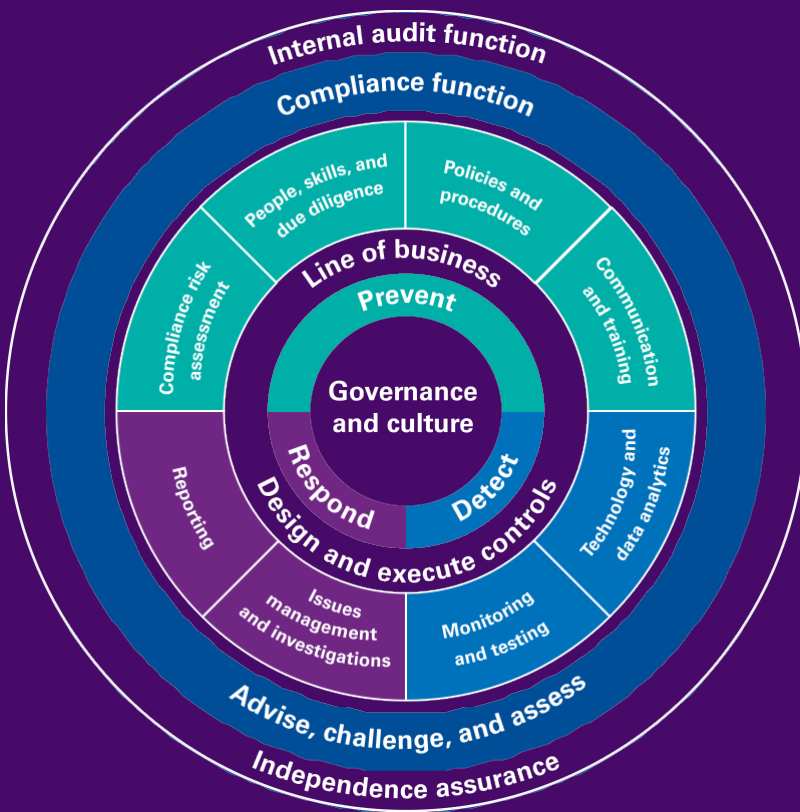 Internal audit function
Compliance function
People, skills, and
due diligence
Policies and
procedures
Compliance risk
assessment
Communication
and training
Line of business
Prevent
Governance
and culture
Respond
Detect
Design and execute controls
Reporting
Technology and
data analytics
Issues
management
and investigations
Monitoring
and testing
Advise, challenge, and assess
Independence assurance